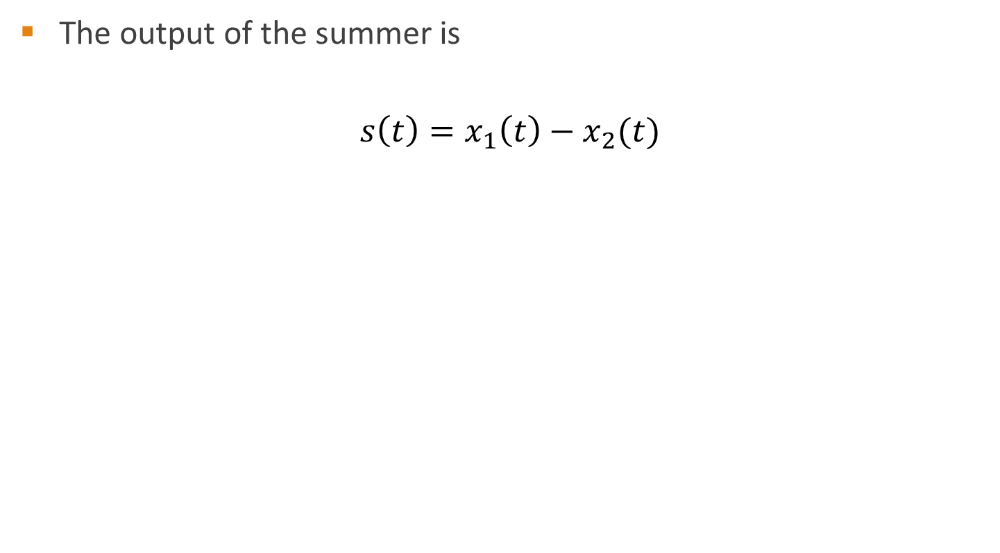 ▪ The output of the summer is
𝑠(𝑡) = 𝑥₁(𝑡) − 𝑥₂(𝑡)